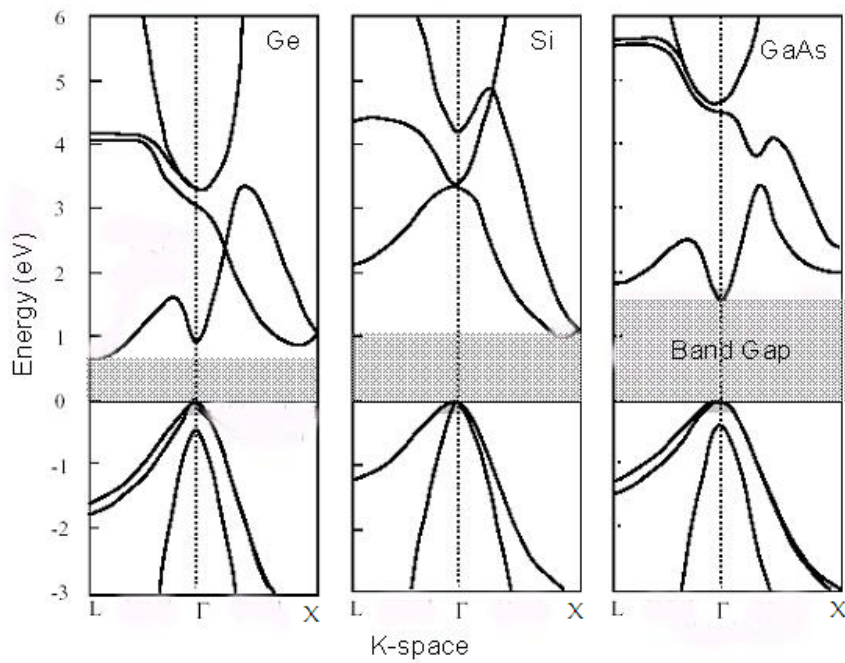 Ge
Si
GaAs
6
5
4
3
2
1
0
-1
-2
-3
Energy (eV)
Band Gap
L Γ X
L Γ X
L Γ X
K-space